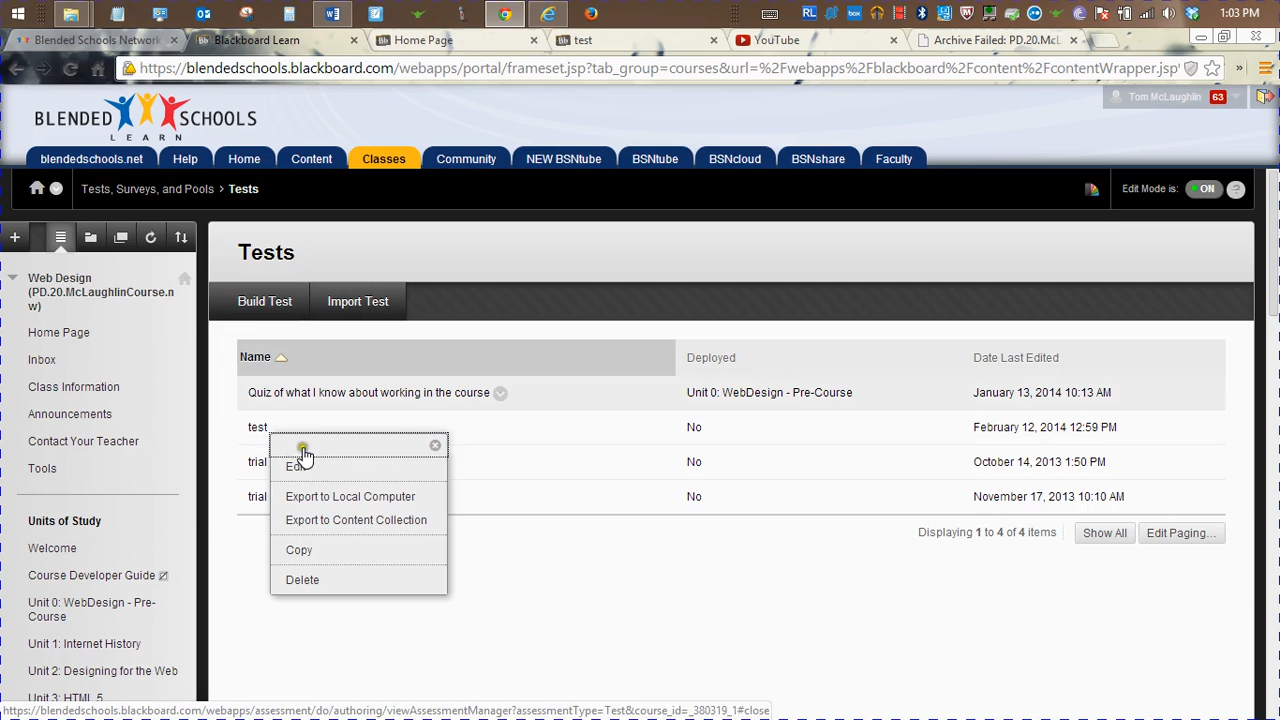 1:03 PM
Blended Schools Network
Blackboard Learn
Home Page
test
YouTube
Archive Failed: PD.20.McL
https://blendedschools.blackboard.com/webapps/portal/frameset.jsp?tab_group=courses&url=%2Fwebapps%2Fblackboard%2Fcontent%2FcontentWrapper.jsp
BLENDED SCHOOLS
LEARN
Tom McLaughlin 63
blendedschools.net
Help
Home
Content
Classes
Community
NEW BSNtube
BSNtube
BSNcloud
BSNshare
Faculty
Tests, Surveys, and Pools > Tests
Edit Mode is: ON
Web Design
(PD.20.McLaughlinCourse.n
w)
Home Page
Inbox
Class Information
Announcements
Contact Your Teacher
Tools
Units of Study
Welcome
Course Developer Guide
Unit 0: WebDesign - Pre-
Course
Unit 1: Internet History
Unit 2: Designing for the Web
Unit 3: HTML 5
Tests
Build Test
Import Test
Name Deployed Date Last Edited
Quiz of what I know about working in the course Unit 0: WebDesign - Pre-Course January 13, 2014 10:13 AM
test No February 12, 2014 12:59 PM
trial No October 14, 2013 1:50 PM
trial No November 17, 2013 10:10 AM
Edit
Export to Local Computer
Export to Content Collection
Copy
Delete
Displaying 1 to 4 of 4 items
Show All
Edit Paging...
https://blendedschools.blackboard.com/webapps/assessment/do/authoring/viewAssessmentManager?assessmentType=Test&course_id=_380319_1#close